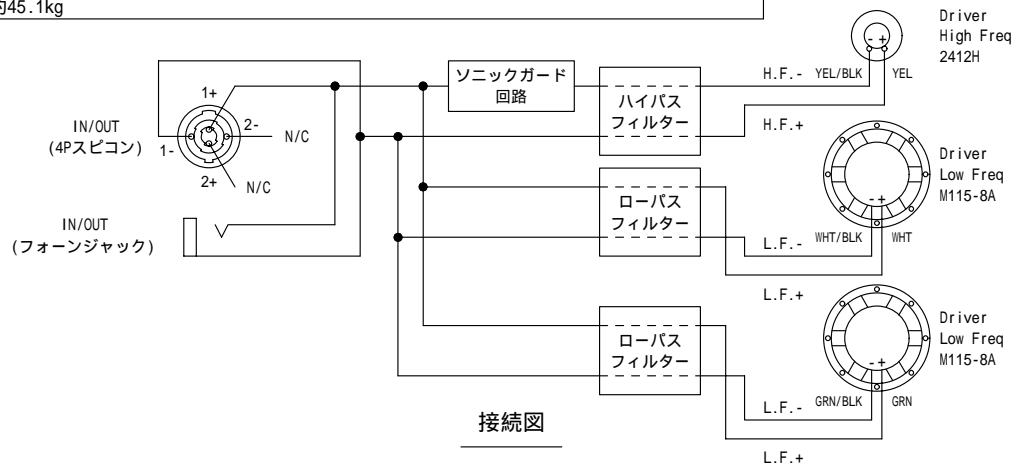 約45.1kg
Driver
High Freq
2412H
ソニックガード
回路
ハイパス
フィルター
H.F.- YEL/BLK YEL
H.F.+
- +
1+
2-
1-
2+
N/C
N/C
IN/OUT
(4Pスピコン)
IN/OUT
(フォーンジャック)
ローパス
フィルター
Driver
Low Freq
M115-8A
- +
L.F.- WHT/BLK WHT
L.F.+
ローパス
フィルター
Driver
Low Freq
M115-8A
- +
L.F.- GRN/BLK GRN
L.F.+
接続図